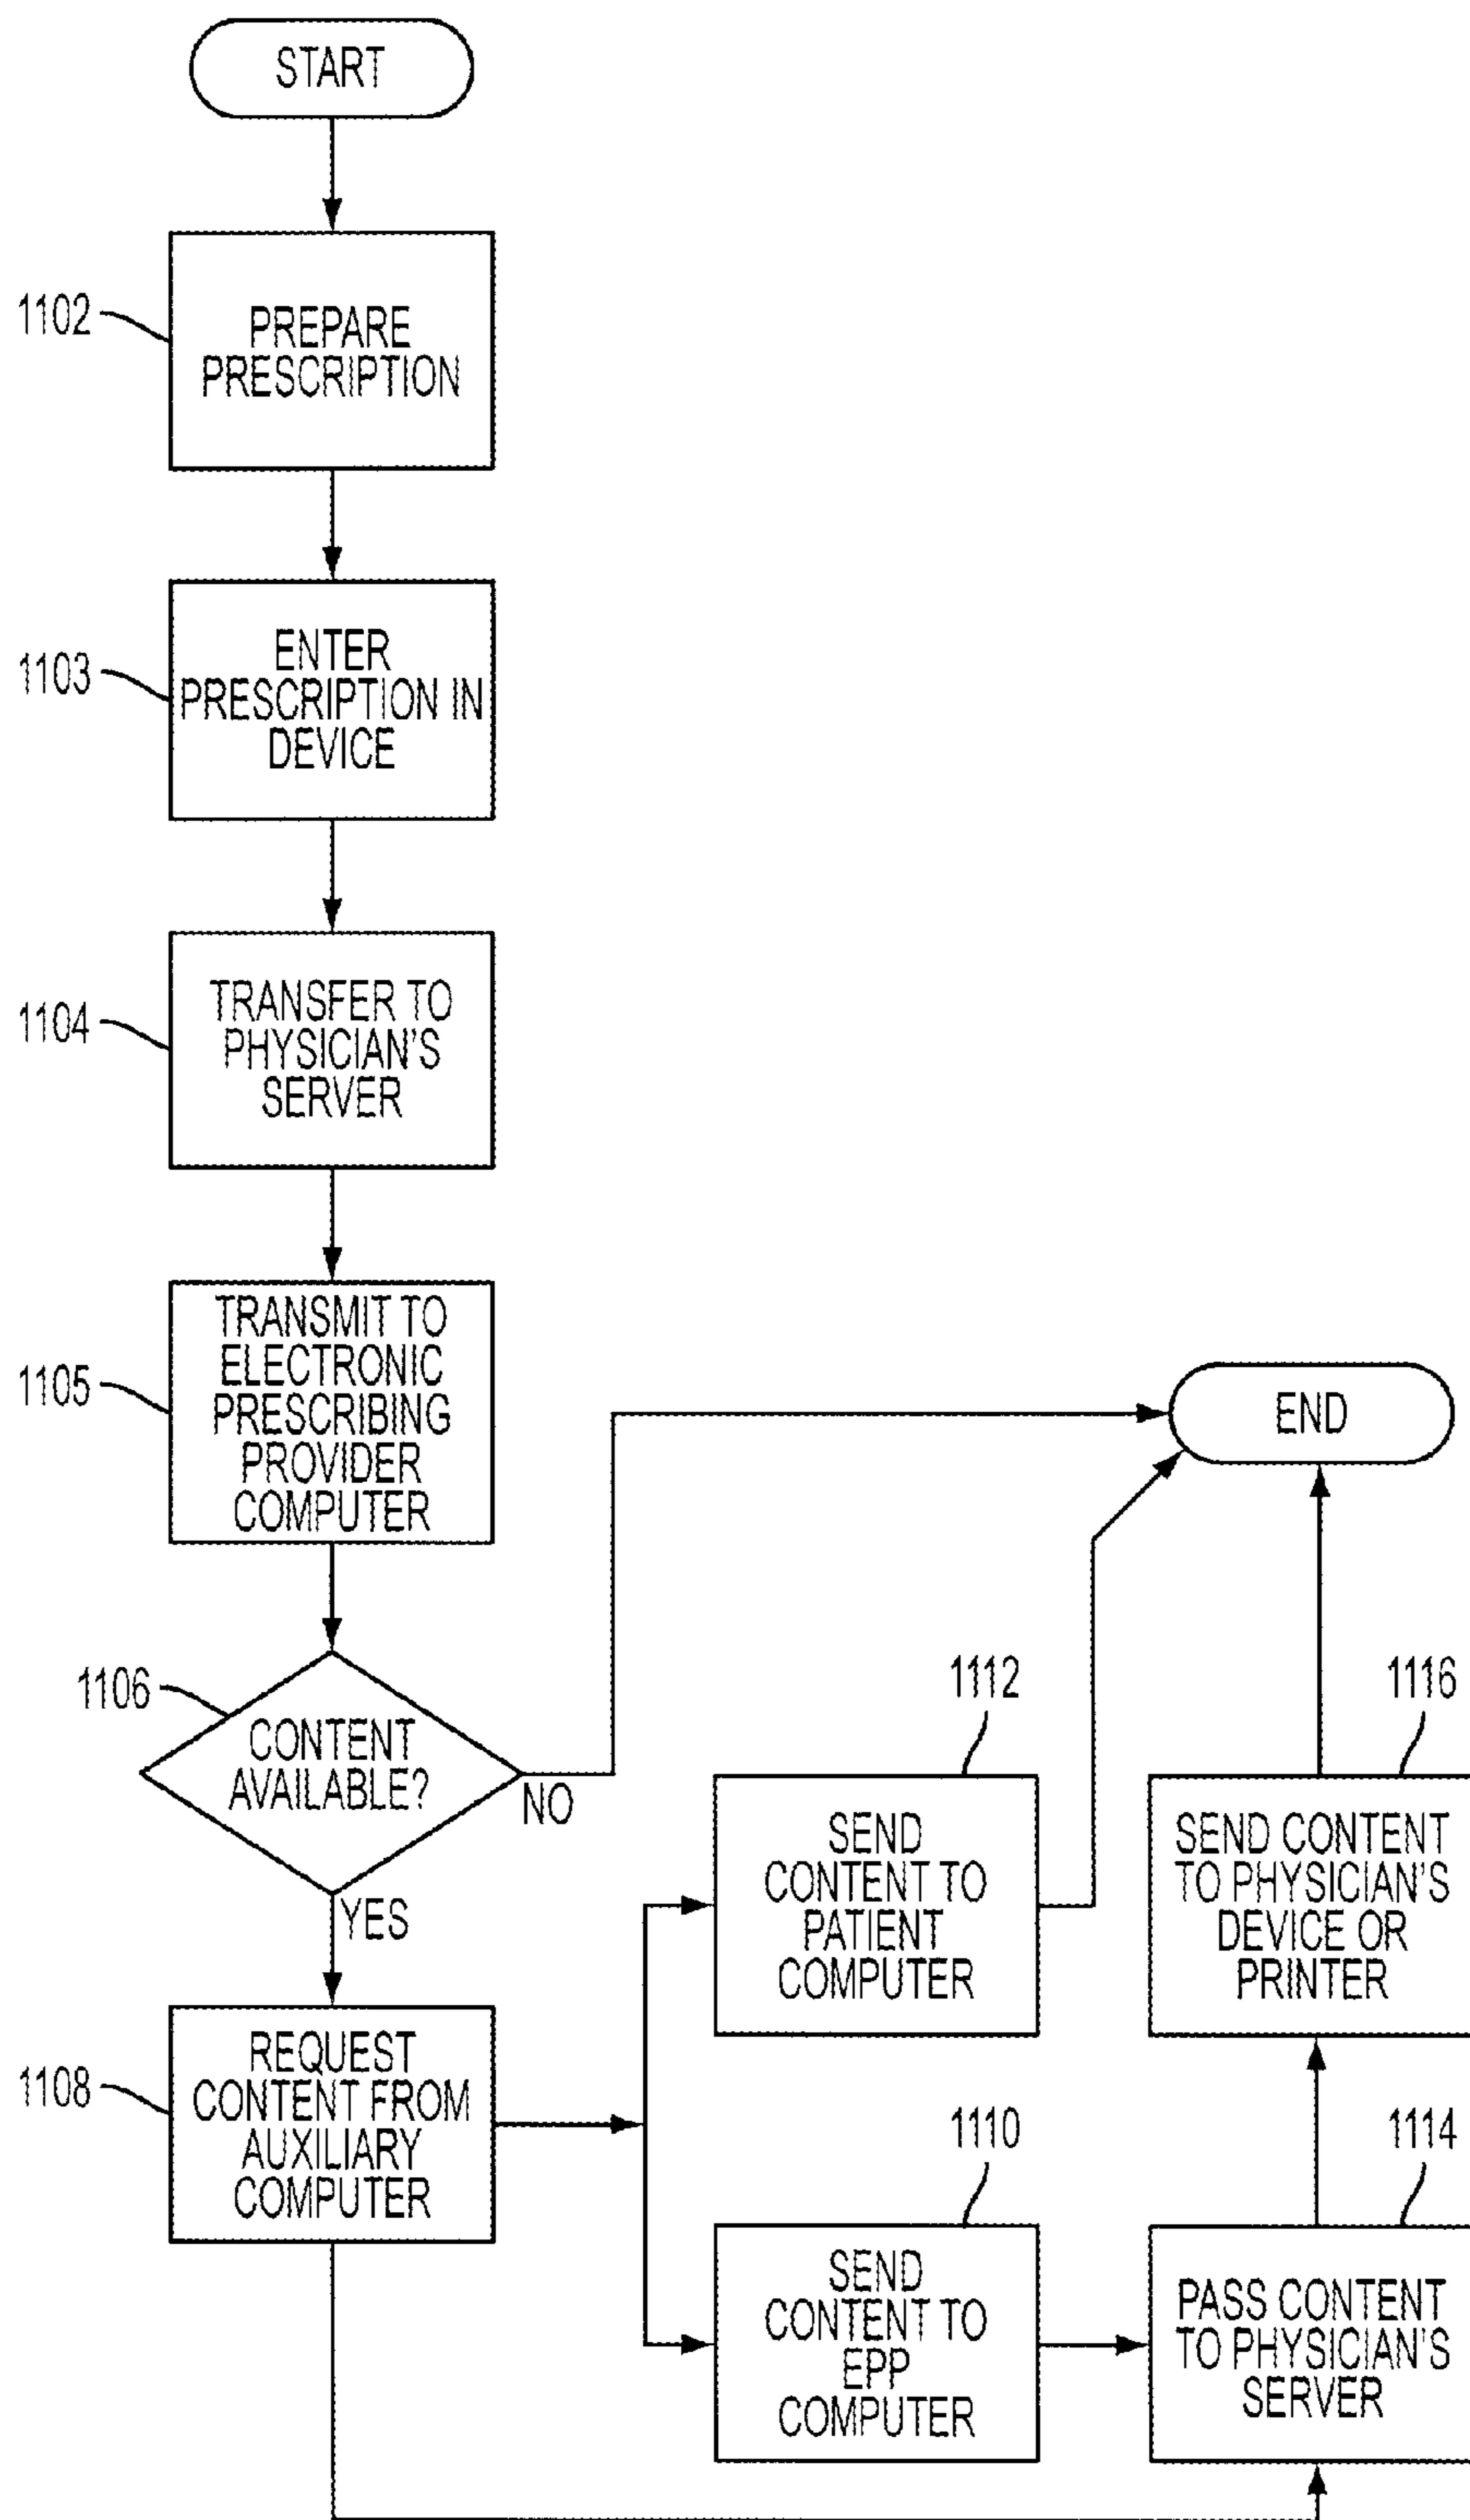 START
1102
PREPARE
PRESCRIPTION
1103
ENTER
PRESCRIPTION IN
DEVICE
1104
TRANSFER TO
PHYSICIAN'S
SERVER
1105
TRANSMIT TO
ELECTRONIC
PRESCRIBING
PROVIDER
COMPUTER
END
1106
CONTENT
AVAILABLE?
NO
YES
1108
REQUEST
CONTENT FROM
AUXILIARY
COMPUTER
1112
SEND
CONTENT TO
PATIENT
COMPUTER
1116
SEND CONTENT
TO PHYSICIAN'S
DEVICE OR
PRINTER
1110
SEND
CONTENT TO
EPP
COMPUTER
1114
PASS CONTENT
TO PHYSICIAN'S
SERVER